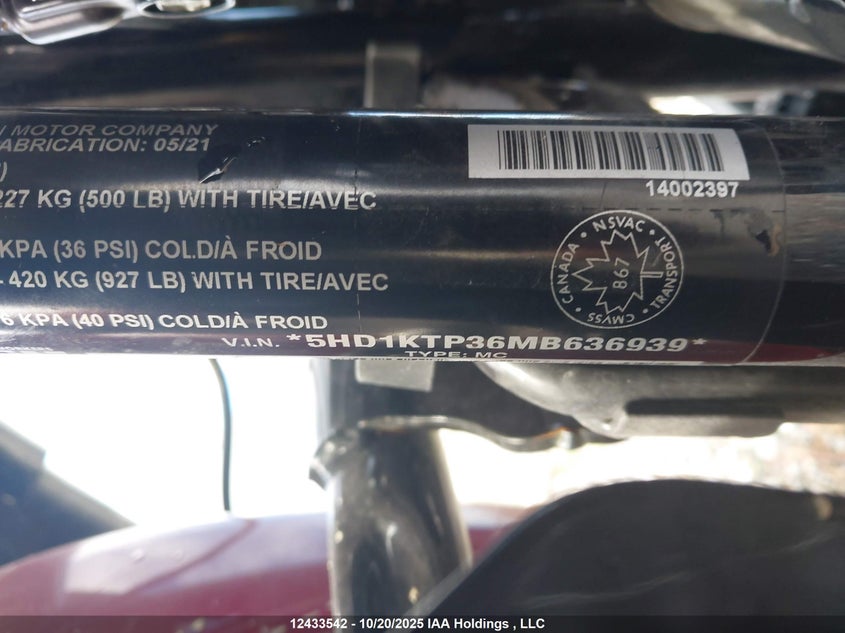 MOTOR COMPANY
ABRICATION: 05/21
227 KG (500 LB) WITH TIRE/AVEC
KPA (36 PSI) COLD/À FROID
420 KG (927 LB) WITH TIRE/AVEC
6 KPA (40 PSI) COLD/À FROID
V.I.N. *5HD1KTP36MB636939*
TYPE: MC
14002397
CANADA · NSVAC · TRANSPORT · CMVSS ·
867
12433542 - 10/20/2025 IAA Holdings , LLC